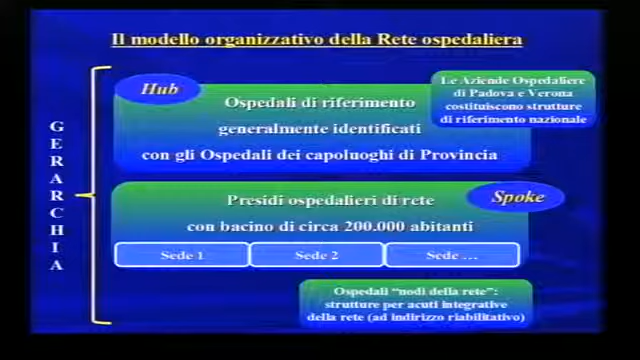 Il modello organizzativo della Rete ospedaliera
Hub
Ospedali di riferimento
generalmente identificati
con gli Ospedali dei capoluoghi di Provincia
Le Aziende Ospedaliere
di Padova e Verona
costituiscono strutture
di riferimento nazionale
GERARCHIA
Presidi ospedalieri di rete
con bacino di circa 200.000 abitanti
Spoke
Sede 1
Sede 2
Sede ...
Ospedali “nodi della rete”:
strutture per acuti integrative
della rete (ad indirizzo riabilitativo)